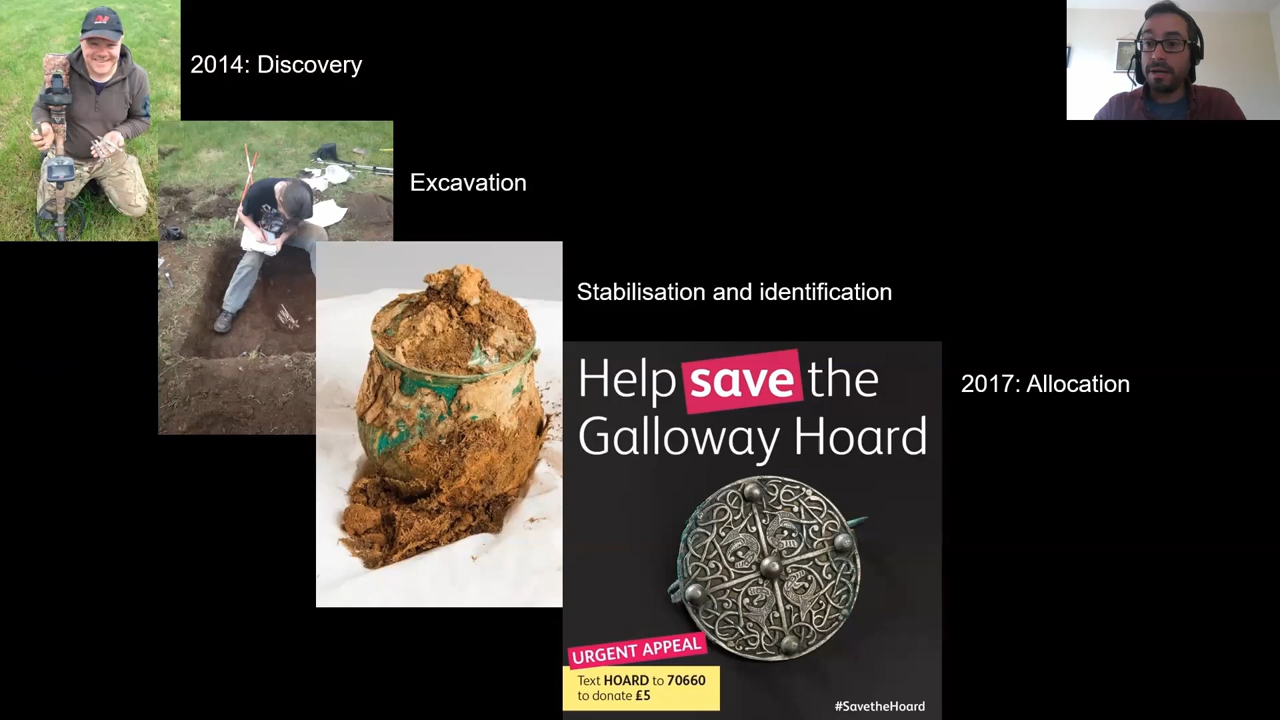 2014: Discovery
Excavation
Stabilisation and identification
2017: Allocation
Help save the
Galloway Hoard
URGENT APPEAL
Text HOARD to 70660
to donate £5
#SavetheHoard